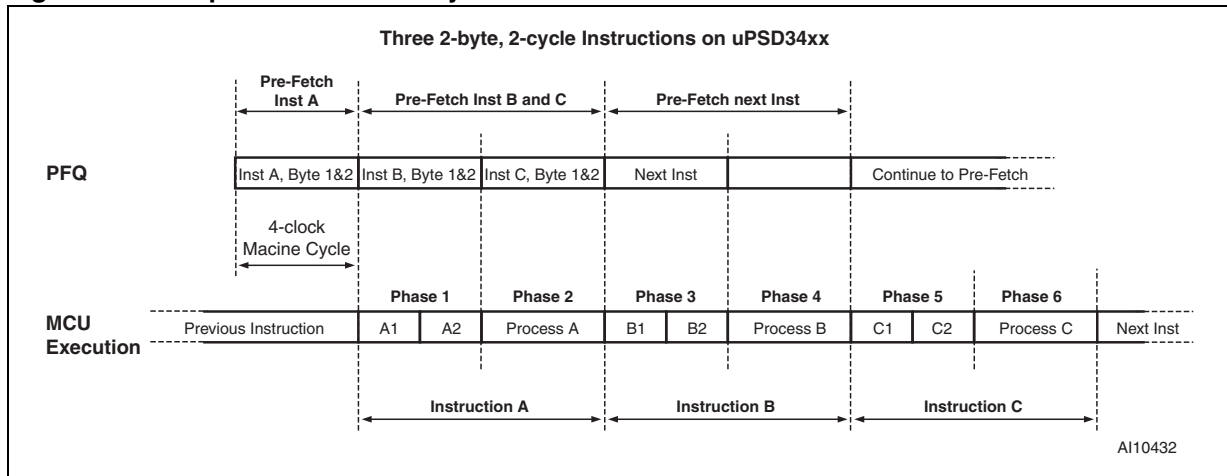 Three 2-byte, 2-cycle Instructions on uPSD34xx
Pre-Fetch
Inst A
Pre-Fetch Inst B and C
Pre-Fetch next Inst
PFQ
Inst A, Byte 1&2
Inst B, Byte 1&2
Inst C, Byte 1&2
Next Inst
Continue to Pre-Fetch
4-clock
Macine Cycle
Phase 1
Phase 2
Phase 3
Phase 4
Phase 5
Phase 6
MCU
Execution
Previous Instruction
A1
A2
Process A
B1
B2
Process B
C1
C2
Process C
Next Inst
Instruction A
Instruction B
Instruction C
AI10432